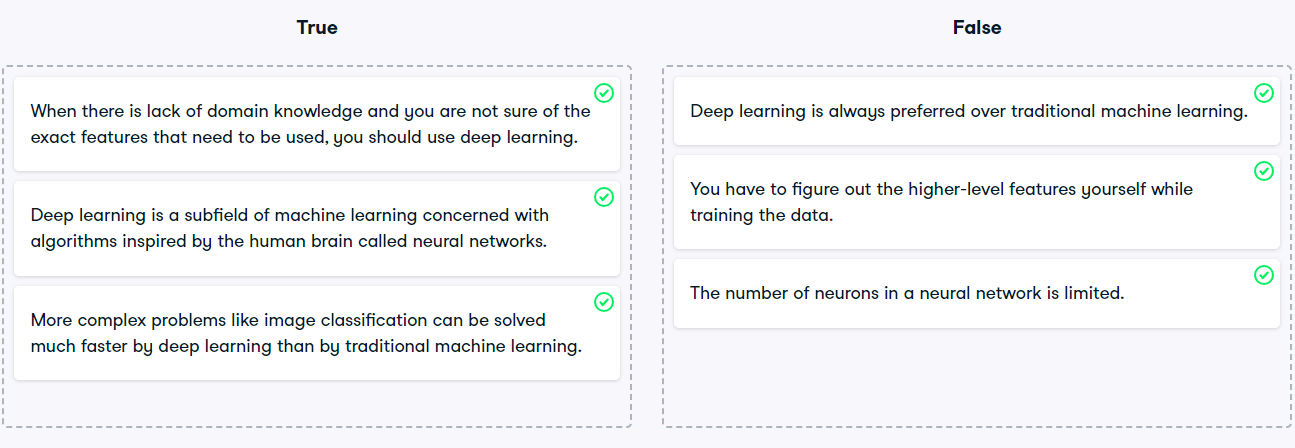 True
When there is lack of domain knowledge and you are not sure of the
exact features that need to be used, you should use deep learning.
Deep learning is a subfield of machine learning concerned with
algorithms inspired by the human brain called neural networks.
More complex problems like image classification can be solved
much faster by deep learning than by traditional machine learning.
False
Deep learning is always preferred over traditional machine learning.
You have to figure out the higher-level features yourself while
training the data.
The number of neurons in a neural network is limited.